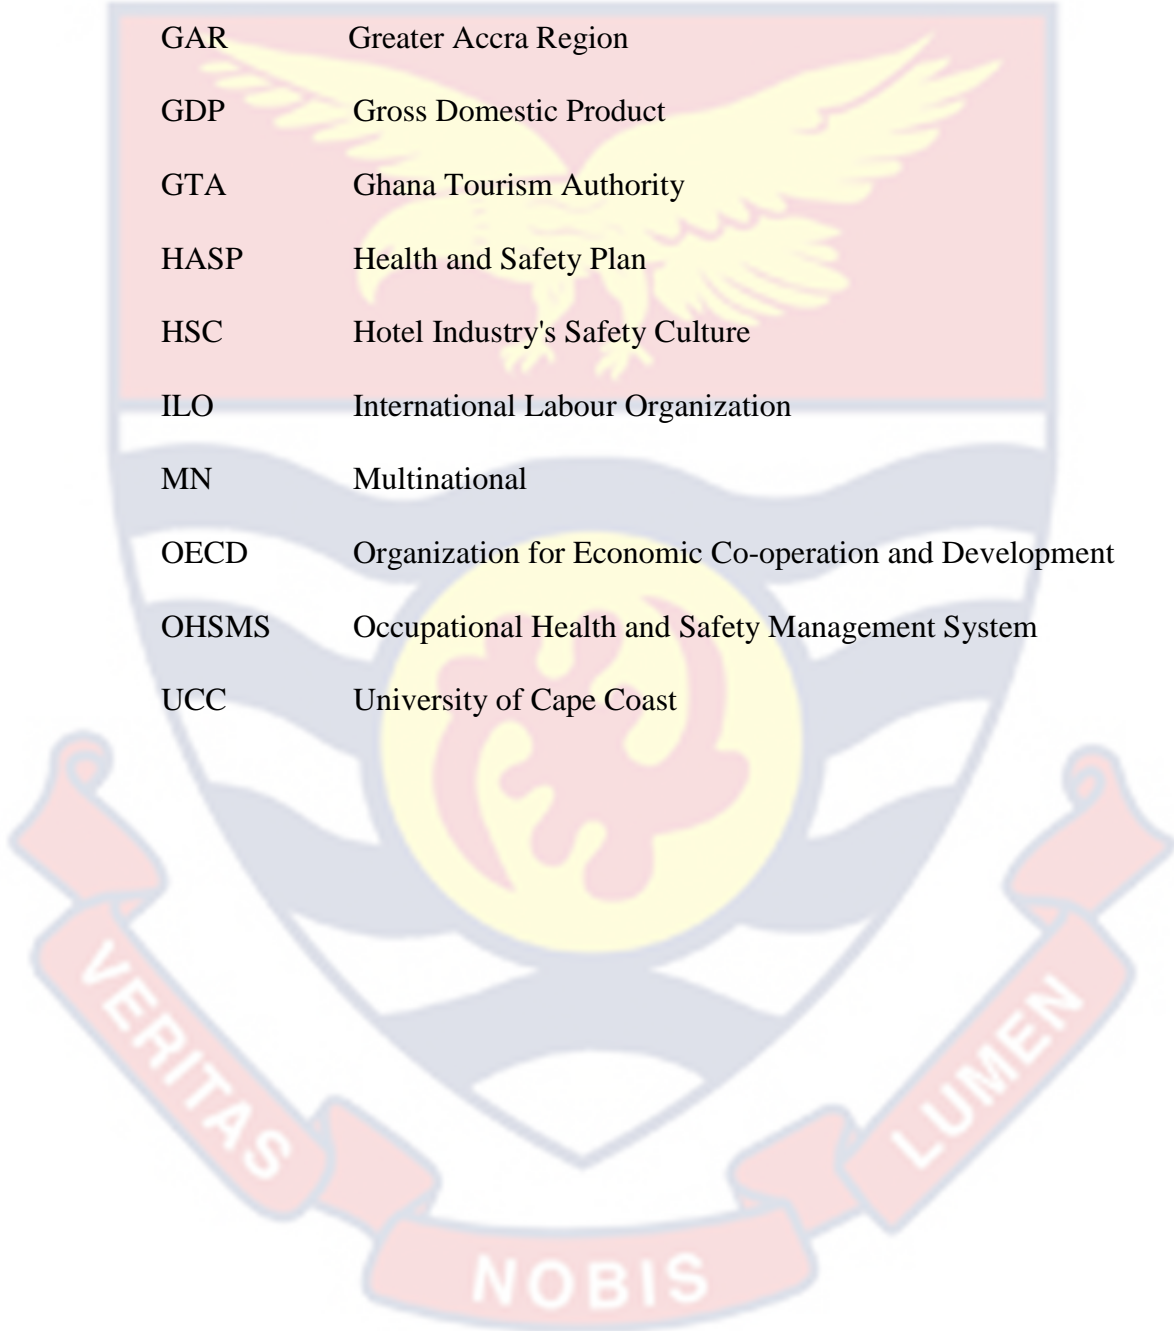 GAR Greater Accra Region
GDP Gross Domestic Product
GTA Ghana Tourism Authority
HASP Health and Safety Plan
HSC Hotel Industry's Safety Culture
ILO International Labour Organization
MN Multinational
OECD Organization for Economic Co-operation and Development
OHSMS Occupational Health and Safety Management System
UCC University of Cape Coast
VERITAS
NOBIS
LUMEN